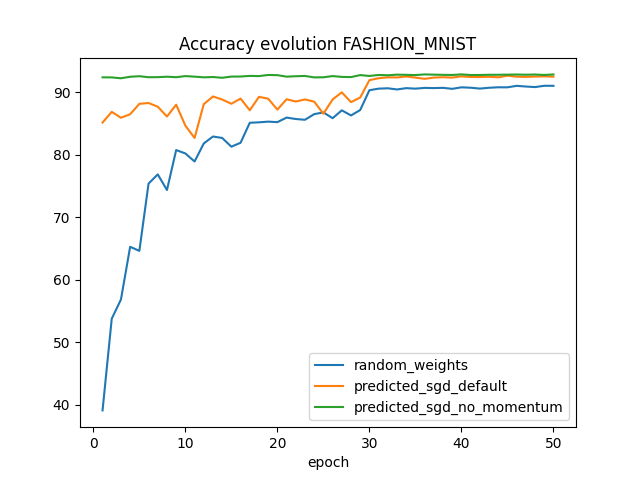 Accuracy evolution FASHION_MNIST
90
80
70
60
50
40
random_weights
predicted_sgd_default
predicted_sgd_no_momentum
0 10 20 30 40 50
epoch